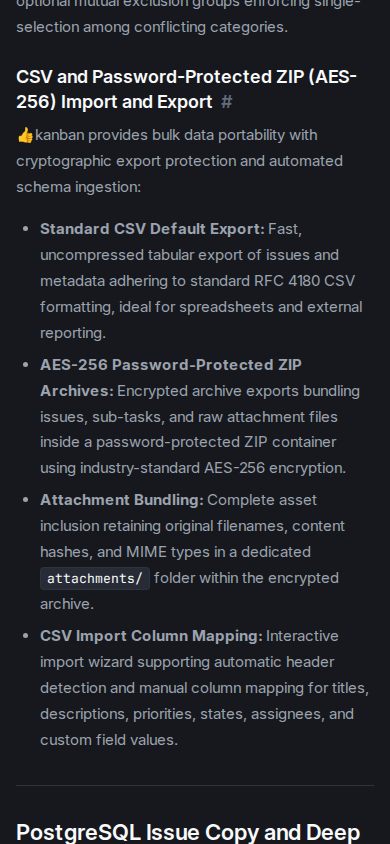 optional mutual exclusion groups enforcing single-
selection among conflicting categories.
CSV and Password-Protected ZIP (AES-
256) Import and Export #
👍kanban provides bulk data portability with
cryptographic export protection and automated
schema ingestion:
• Standard CSV Default Export: Fast,
uncompressed tabular export of issues and
metadata adhering to standard RFC 4180 CSV
formatting, ideal for spreadsheets and external
reporting.
• AES-256 Password-Protected ZIP
Archives: Encrypted archive exports bundling
issues, sub-tasks, and raw attachment files
inside a password-protected ZIP container
using industry-standard AES-256 encryption.
• Attachment Bundling: Complete asset
inclusion retaining original filenames, content
hashes, and MIME types in a dedicated
attachments/ folder within the encrypted
archive.
• CSV Import Column Mapping: Interactive
import wizard supporting automatic header
detection and manual column mapping for titles,
descriptions, priorities, states, assignees, and
custom field values.
PostgreSQL Issue Copy and Deep